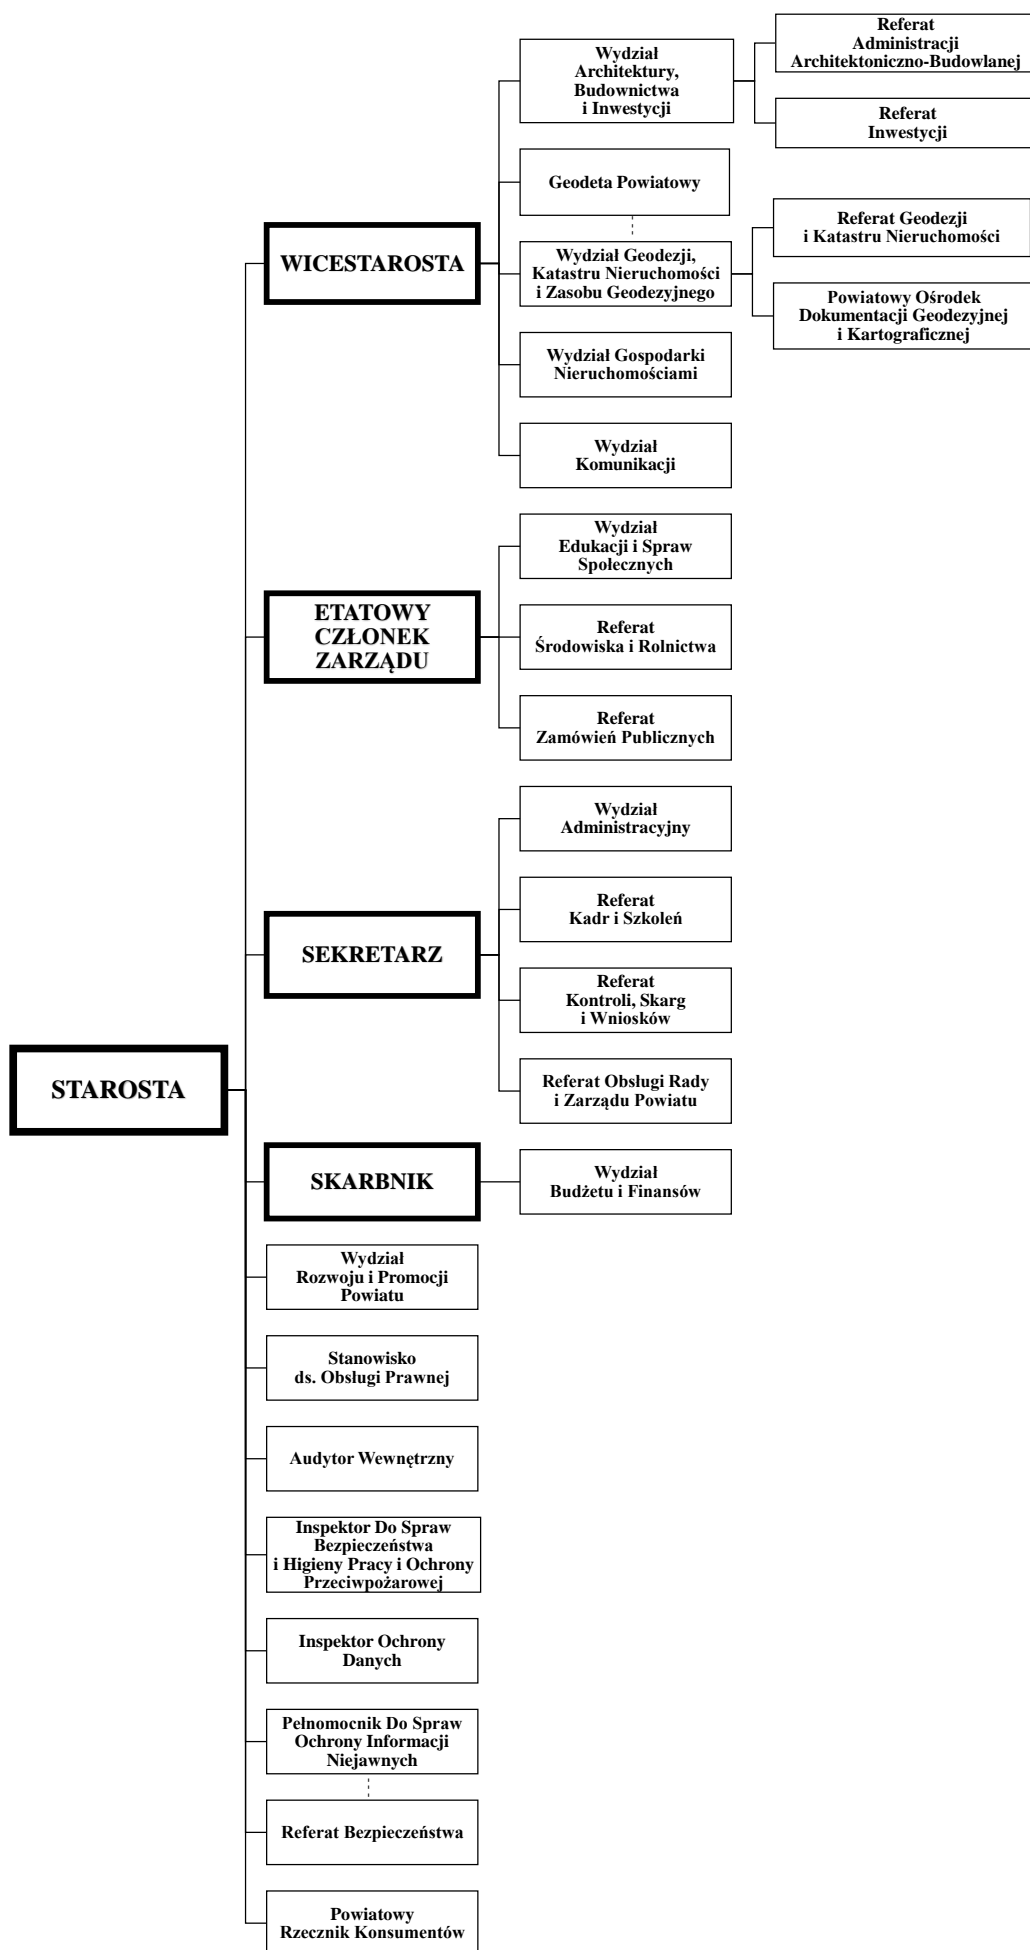 Wydział
Architektury,
Budownictwa
i Inwestycji
Referat
Administracji
Architektoniczno-Budowlanej
Referat
Inwestycji
Geodeta Powiatowy
WICESTAROSTA
Wydział Geodezji,
Katastru Nieruchomości
i Zasobu Geodezyjnego
Referat Geodezji
i Katastru Nieruchomości
Powiatowy Ośrodek
Dokumentacji Geodezyjnej
i Kartograficznej
Wydział Gospodarki
Nieruchomościami
Wydział
Komunikacji
ETATOWY
CZŁONEK
ZARZĄDU
Wydział
Edukacji i Spraw
Społecznych
Referat
Środowiska i Rolnictwa
Referat
Zamówień Publicznych
SEKRETARZ
Wydział
Administracyjny
Referat
Kadr i Szkoleń
Referat
Kontroli, Skarg
i Wniosków
Referat Obsługi Rady
i Zarządu Powiatu
STAROSTA
SKARBNIK
Wydział
Budżetu i Finansów
Wydział
Rozwoju i Promocji
Powiatu
Stanowisko
ds. Obsługi Prawnej
Audytor Wewnętrzny
Inspektor Do Spraw
Bezpieczeństwa
i Higieny Pracy i Ochrony
Przeciwpożarowej
Inspektor Ochrony
Danych
Pełnomocnik Do Spraw
Ochrony Informacji
Niejawnych
Referat Bezpieczeństwa
Powiatowy
Rzecznik Konsumentów